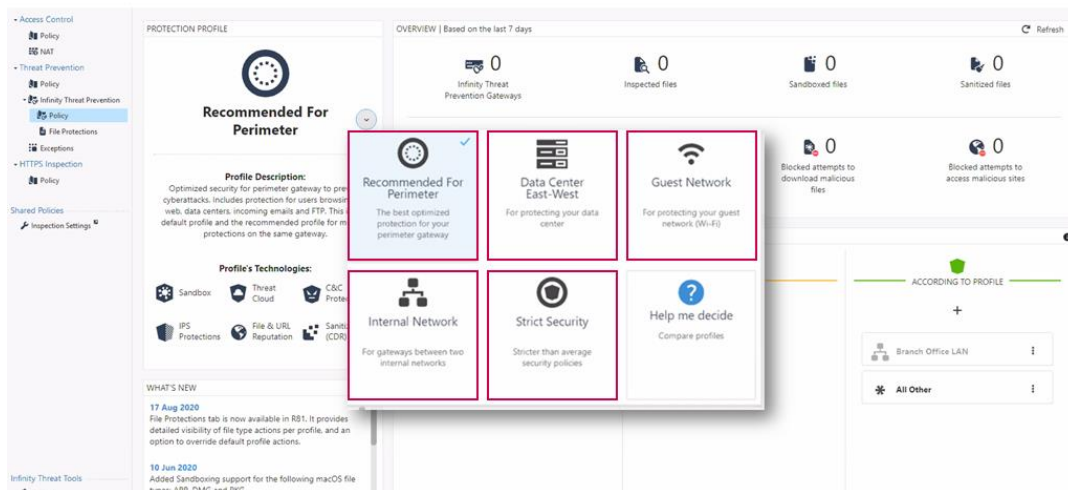 Access Control
Policy
NAT
Threat Prevention
Policy
Infinity Threat Prevention
Policy
File Protections
Exceptions
HTTPS Inspection
Policy
Shared Policies
Inspection Settings
Infinity Threat Tools
PROTECTION PROFILE
Recommended For
Perimeter
Profile Description:
Optimized security for perimeter gateway to
cyberattacks. Includes protection for users
web, data centers, incoming emails and FTP. This
default profile and the recommended profile for
protections on the same gateway.
Profile's Technologies:
Sandbox
Threat
Cloud
C&C
IPS
Protections
File & URL
Reputation
(CDR)
WHAT'S NEW
17 Aug 2020
File Protections tab is now available in R81. It provides
detailed visibility of file type actions per profile, and an
option to override default profile actions.
10 Jun 2020
Added Sandboxing support for the following macOS file
OVERVIEW | Based on the last 7 days
Refresh
0
Infinity Threat
Prevention Gateways
0
Inspected files
0
Sandboxed files
0
Sanitized files
0
Blocked attempts to
download malicious
files
0
Blocked attempts to
access malicious sites
Recommended For
Perimeter
The best optimized
protection for your
perimeter gateway
Data Center
East-West
For protecting your data
center
Guest Network
For protecting your guest
network (Wi-Fi)
Internal Network
For gateways between two
internal networks
Strict Security
Stricter than average
security policies
?
Help me decide
Compare profiles
ACCORDING TO PROFILE
+
Branch Office LAN
All Other